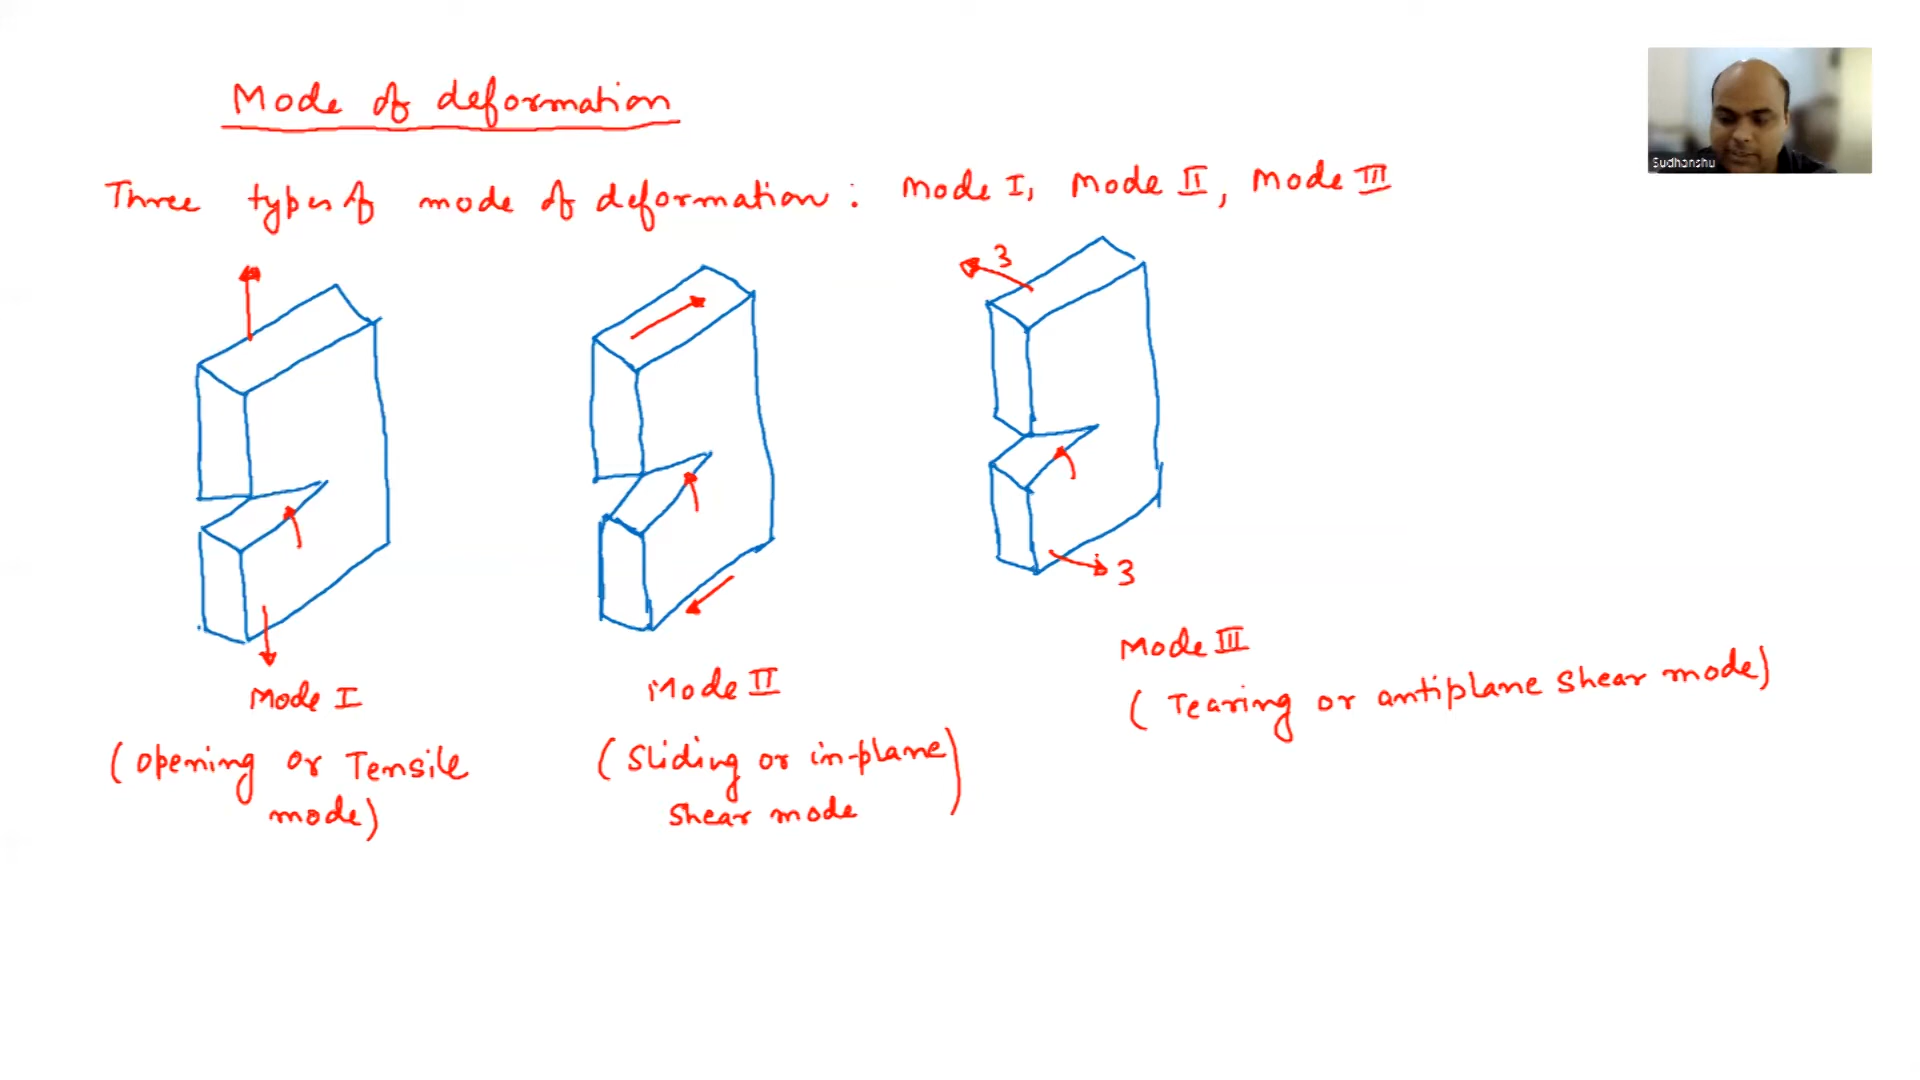 Mode of deformation
Sudhanshu
Three types of mode of deformation : Mode I, Mode II, Mode III
3
3
Mode I
(opening or Tensile
mode)
Mode II
(Sliding or in-plane
shear mode)
Mode III
(Tearing or antiplane shear mode)